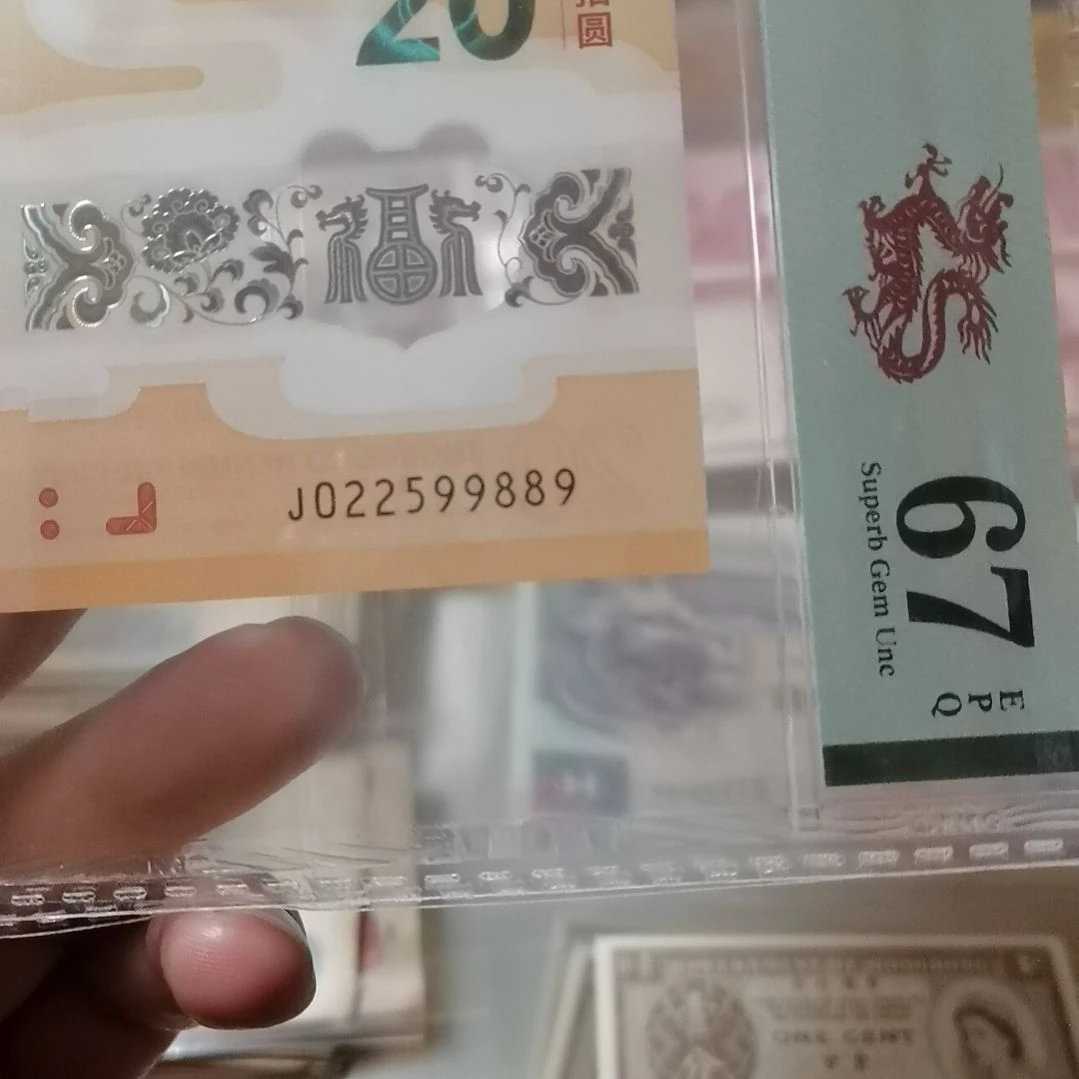 20
拾圆
福
J022599889
67
Superb Gem Unc
EPQ
ONE CENT